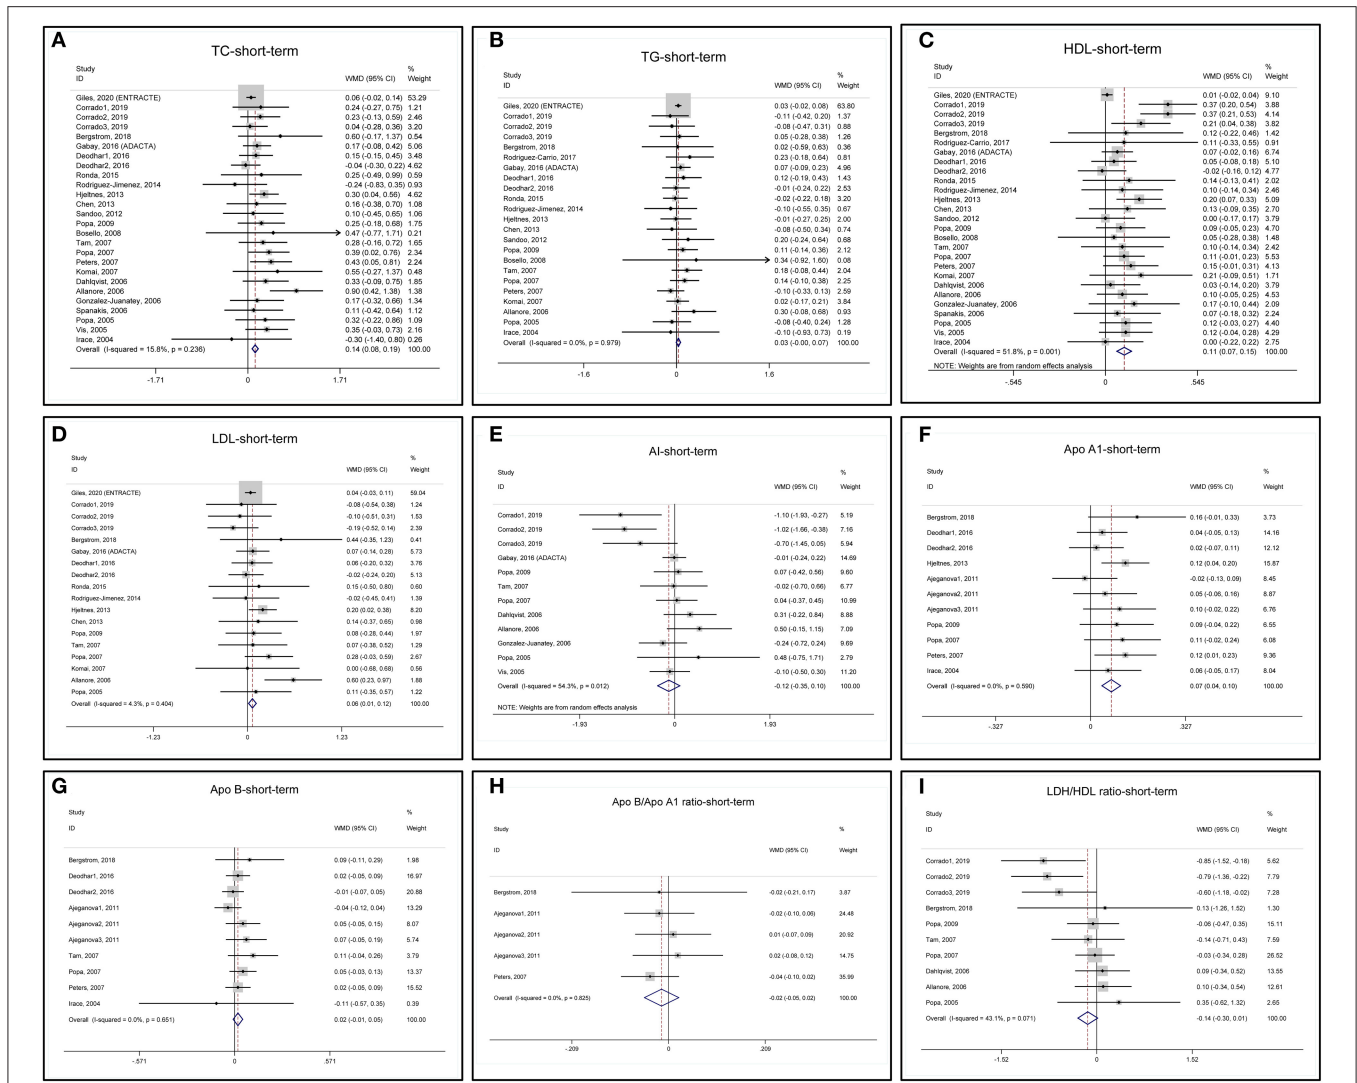 A
TC-short-term
Study
ID
WMD (95% CI)
%
Weight
Giles, 2020 (ENTRACTE) 0.06 (-0.02, 0.14) 53.29
Corrado1, 2019 0.24 (-0.27, 0.75) 1.21
Corrado2, 2019 0.23 (-0.13, 0.59) 2.46
Corrado3, 2019 0.04 (-0.28, 0.36) 3.20
Bergstrom, 2018 0.60 (-0.17, 1.37) 0.54
Gabay, 2016 (ADACTA) 0.17 (-0.08, 0.42) 5.06
Deodhar1, 2016 0.15 (-0.15, 0.45) 3.48
Deodhar2, 2016 -0.04 (-0.30, 0.22) 4.62
Ronda, 2015 0.25 (-0.49, 0.99) 0.59
Rodriguez-Jimenez, 2014 -0.24 (-0.83, 0.35) 0.93
Hjeltnes, 2013 0.30 (0.04, 0.56) 4.62
Chen, 2013 0.16 (-0.38, 0.70) 1.08
Sandoo, 2012 0.10 (-0.45, 0.65) 1.06
Popa, 2009 0.25 (-0.18, 0.68) 1.75
Bosello, 2008 0.47 (-0.77, 1.71) 0.21
Tam, 2007 0.28 (-0.16, 0.72) 1.65
Popa, 2007 0.39 (0.02, 0.76) 2.34
Peters, 2007 0.43 (0.05, 0.81) 2.24
Komai, 2007 0.55 (-0.27, 1.37) 0.48
Dahlqvist, 2006 0.33 (-0.09, 0.75) 1.85
Allanore, 2006 0.90 (0.42, 1.38) 1.38
Gonzalez-Juanatey, 2006 0.17 (-0.32, 0.66) 1.34
Spanakis, 2006 0.11 (-0.42, 0.64) 1.12
Popa, 2005 0.32 (-0.22, 0.86) 1.09
Vis, 2005 0.35 (-0.03, 0.73) 2.16
Irace, 2004 -0.30 (-1.40, 0.80) 0.26
Overall (I-squared = 15.8%, p = 0.236) 0.14 (0.08, 0.19) 100.00
-1.71 0 1.71
B
TG-short-term
Study
ID
WMD (95% CI)
%
Weight
Giles, 2020 (ENTRACTE) 0.03 (-0.02, 0.08) 63.80
Corrado1, 2019 -0.11 (-0.42, 0.20) 1.37
Corrado2, 2019 -0.08 (-0.47, 0.31) 0.88
Corrado3, 2019 0.05 (-0.28, 0.38) 1.26
Bergstrom, 2018 0.02 (-0.59, 0.63) 0.36
Rodriguez-Carrio, 2017 0.23 (-0.18, 0.64) 0.81
Gabay, 2016 (ADACTA) 0.07 (-0.09, 0.23) 4.96
Deodhar1, 2016 0.12 (-0.19, 0.43) 1.43
Deodhar2, 2016 -0.01 (-0.24, 0.22) 2.53
Ronda, 2015 -0.02 (-0.22, 0.18) 3.20
Rodriguez-Jimenez, 2014 -0.10 (-0.55, 0.35) 0.67
Hjeltnes, 2013 -0.01 (-0.27, 0.25) 2.00
Chen, 2013 -0.08 (-0.50, 0.34) 0.74
Sandoo, 2012 0.20 (-0.24, 0.64) 0.68
Popa, 2009 0.11 (-0.14, 0.36) 2.12
Bosello, 2008 0.34 (-0.92, 1.60) 0.08
Tam, 2007 0.18 (-0.08, 0.44) 2.04
Popa, 2007 0.14 (-0.10, 0.38) 2.25
Peters, 2007 -0.10 (-0.33, 0.13) 2.59
Komai, 2007 0.02 (-0.17, 0.21) 3.84
Allanore, 2006 0.30 (-0.08, 0.68) 0.93
Popa, 2005 -0.08 (-0.40, 0.24) 1.28
Irace, 2004 -0.10 (-0.93, 0.73) 0.19
Overall (I-squared = 0.0%, p = 0.979) 0.03 (-0.00, 0.07) 100.00
-1.6 0 1.6
C
HDL-short-term
Study
ID
WMD (95% CI)
%
Weight
Giles, 2020 (ENTRACTE) 0.01 (-0.02, 0.04) 9.10
Corrado1, 2019 0.37 (0.20, 0.54) 3.88
Corrado2, 2019 0.37 (0.21, 0.53) 4.14
Corrado3, 2019 0.21 (0.04, 0.38) 3.82
Bergstrom, 2018 0.12 (-0.22, 0.46) 1.42
Rodriguez-Carrio, 2017 0.11 (-0.33, 0.55) 0.91
Gabay, 2016 (ADACTA) 0.07 (-0.02, 0.16) 6.74
Deodhar1, 2016 0.05 (-0.08, 0.18) 5.10
Deodhar2, 2016 -0.02 (-0.16, 0.12) 4.77
Ronda, 2015 0.14 (-0.13, 0.41) 2.02
Rodriguez-Jimenez, 2014 0.10 (-0.14, 0.34) 2.46
Hjeltnes, 2013 0.20 (0.07, 0.33) 5.09
Chen, 2013 0.13 (-0.09, 0.35) 2.70
Sandoo, 2012 0.00 (-0.17, 0.17) 3.79
Popa, 2009 0.09 (-0.05, 0.23) 4.70
Bosello, 2008 0.05 (-0.28, 0.38) 1.48
Tam, 2007 0.10 (-0.14, 0.34) 2.42
Popa, 2007 0.11 (-0.01, 0.23) 5.53
Peters, 2007 0.15 (-0.01, 0.31) 4.13
Komai, 2007 0.21 (-0.09, 0.51) 1.71
Dahlqvist, 2006 0.03 (-0.14, 0.20) 3.79
Allanore, 2006 0.10 (-0.05, 0.25) 4.53
Gonzalez-Juanatey, 2006 0.17 (-0.10, 0.44) 2.09
Spanakis, 2006 0.07 (-0.18, 0.32) 2.24
Popa, 2005 0.12 (-0.03, 0.27) 4.40
Vis, 2005 0.12 (-0.04, 0.28) 4.29
Irace, 2004 0.00 (-0.22, 0.22) 2.75
Overall (I-squared = 51.8%, p = 0.001) 0.11 (0.07, 0.15) 100.00
NOTE: Weights are from random effects analysis
-.545 0 .545
D
LDL-short-term
Study
ID
WMD (95% CI)
%
Weight
Giles, 2020 (ENTRACTE) 0.04 (-0.03, 0.11) 59.04
Corrado1, 2019 -0.08 (-0.54, 0.38) 1.24
Corrado2, 2019 -0.10 (-0.51, 0.31) 1.53
Corrado3, 2019 -0.19 (-0.52, 0.14) 2.39
Bergstrom, 2018 0.44 (-0.35, 1.23) 0.41
Gabay, 2016 (ADACTA) 0.07 (-0.14, 0.28) 5.73
Deodhar1, 2016 0.06 (-0.20, 0.32) 3.76
Deodhar2, 2016 -0.02 (-0.24, 0.20) 5.13
Ronda, 2015 0.15 (-0.50, 0.80) 0.60
Rodriguez-Jimenez, 2014 -0.02 (-0.45, 0.41) 1.39
Hjeltnes, 2013 0.20 (0.02, 0.38) 8.20
Chen, 2013 0.14 (-0.37, 0.65) 0.98
Popa, 2009 0.08 (-0.28, 0.44) 1.97
Tam, 2007 0.07 (-0.38, 0.52) 1.29
Popa, 2007 0.28 (-0.03, 0.59) 2.67
Komai, 2007 0.00 (-0.68, 0.68) 0.56
Allanore, 2006 0.60 (0.23, 0.97) 1.88
Popa, 2005 0.11 (-0.35, 0.57) 1.22
Overall (I-squared = 4.3%, p = 0.404) 0.06 (0.01, 0.12) 100.00
-1.23 0 1.23
E
AI-short-term
Study
ID
WMD (95% CI)
%
Weight
Corrado1, 2019 -1.10 (-1.93, -0.27) 5.19
Corrado2, 2019 -1.02 (-1.66, -0.38) 7.16
Corrado3, 2019 -0.70 (-1.45, 0.05) 5.94
Gabay, 2016 (ADACTA) -0.01 (-0.24, 0.22) 14.69
Popa, 2009 0.07 (-0.42, 0.56) 9.60
Tam, 2007 -0.02 (-0.70, 0.66) 6.77
Popa, 2007 0.04 (-0.37, 0.45) 10.99
Dahlqvist, 2006 0.31 (-0.22, 0.84) 8.88
Allanore, 2006 0.50 (-0.15, 1.15) 7.09
Gonzalez-Juanatey, 2006 -0.24 (-0.72, 0.24) 9.66
Popa, 2005 0.48 (-0.75, 1.71) 2.79
Vis, 2005 -0.10 (-0.50, 0.30) 11.20
Overall (I-squared = 54.3%, p = 0.012) -0.12 (-0.35, 0.10) 100.00
NOTE: Weights are from random effects analysis
-1.93 0 1.93
F
Apo A1-short-term
Study
ID
WMD (95% CI)
%
Weight
Bergstrom, 2018 0.16 (-0.01, 0.33) 3.73
Deodhar1, 2016 0.04 (-0.05, 0.13) 14.16
Deodhar2, 2016 0.02 (-0.07, 0.11) 12.12
Hjeltnes, 2013 0.12 (0.04, 0.20) 15.87
Ajeganova1, 2011 -0.02 (-0.13, 0.09) 8.45
Ajeganova2, 2011 0.05 (-0.06, 0.16) 8.87
Ajeganova3, 2011 0.10 (-0.02, 0.22) 6.76
Popa, 2009 0.09 (-0.04, 0.22) 6.55
Popa, 2007 0.11 (-0.02, 0.24) 6.08
Peters, 2007 0.12 (0.01, 0.23) 9.36
Irace, 2004 0.06 (-0.05, 0.17) 8.04
Overall (I-squared = 0.0%, p = 0.590) 0.07 (0.04, 0.10) 100.00
-.327 0 .327
G
Apo B-short-term
Study
ID
WMD (95% CI)
%
Weight
Bergstrom, 2018 0.09 (-0.11, 0.29) 1.98
Deodhar1, 2016 0.02 (-0.05, 0.09) 16.97
Deodhar2, 2016 -0.01 (-0.07, 0.05) 20.88
Ajeganova1, 2011 -0.04 (-0.12, 0.04) 13.29
Ajeganova2, 2011 0.05 (-0.05, 0.15) 8.07
Ajeganova3, 2011 0.07 (-0.05, 0.19) 5.74
Tam, 2007 0.11 (-0.04, 0.26) 3.79
Popa, 2007 0.05 (-0.03, 0.13) 13.37
Peters, 2007 0.02 (-0.05, 0.09) 15.52
Irace, 2004 -0.11 (-0.57, 0.35) 0.39
Overall (I-squared = 0.0%, p = 0.651) 0.02 (-0.01, 0.05) 100.00
-.571 0 .571
H
Apo B/Apo A1 ratio-short-term
Study
ID
WMD (95% CI)
%
Weight
Bergstrom, 2018 -0.02 (-0.21, 0.17) 3.87
Ajeganova1, 2011 -0.02 (-0.10, 0.06) 24.48
Ajeganova2, 2011 0.01 (-0.07, 0.09) 20.92
Ajeganova3, 2011 0.02 (-0.08, 0.12) 14.75
Peters, 2007 -0.04 (-0.10, 0.02) 35.99
Overall (I-squared = 0.0%, p = 0.825) -0.02 (-0.05, 0.02) 100.00
-.209 0 .209
I
LDH/HDL ratio-short-term
Study
ID
WMD (95% CI)
%
Weight
Corrado1, 2019 -0.85 (-1.52, -0.18) 5.62
Corrado2, 2019 -0.79 (-1.36, -0.22) 7.79
Corrado3, 2019 -0.60 (-1.18, -0.02) 7.28
Bergstrom, 2018 0.13 (-1.26, 1.52) 1.30
Popa, 2009 -0.06 (-0.47, 0.35) 15.11
Tam, 2007 -0.14 (-0.71, 0.43) 7.59
Popa, 2007 -0.03 (-0.34, 0.28) 26.52
Dahlqvist, 2006 0.09 (-0.34, 0.52) 13.55
Allanore, 2006 0.10 (-0.34, 0.54) 12.61
Popa, 2005 0.35 (-0.62, 1.32) 2.65
Overall (I-squared = 43.1%, p = 0.071) -0.14 (-0.30, 0.01) 100.00
-1.52 0 1.52